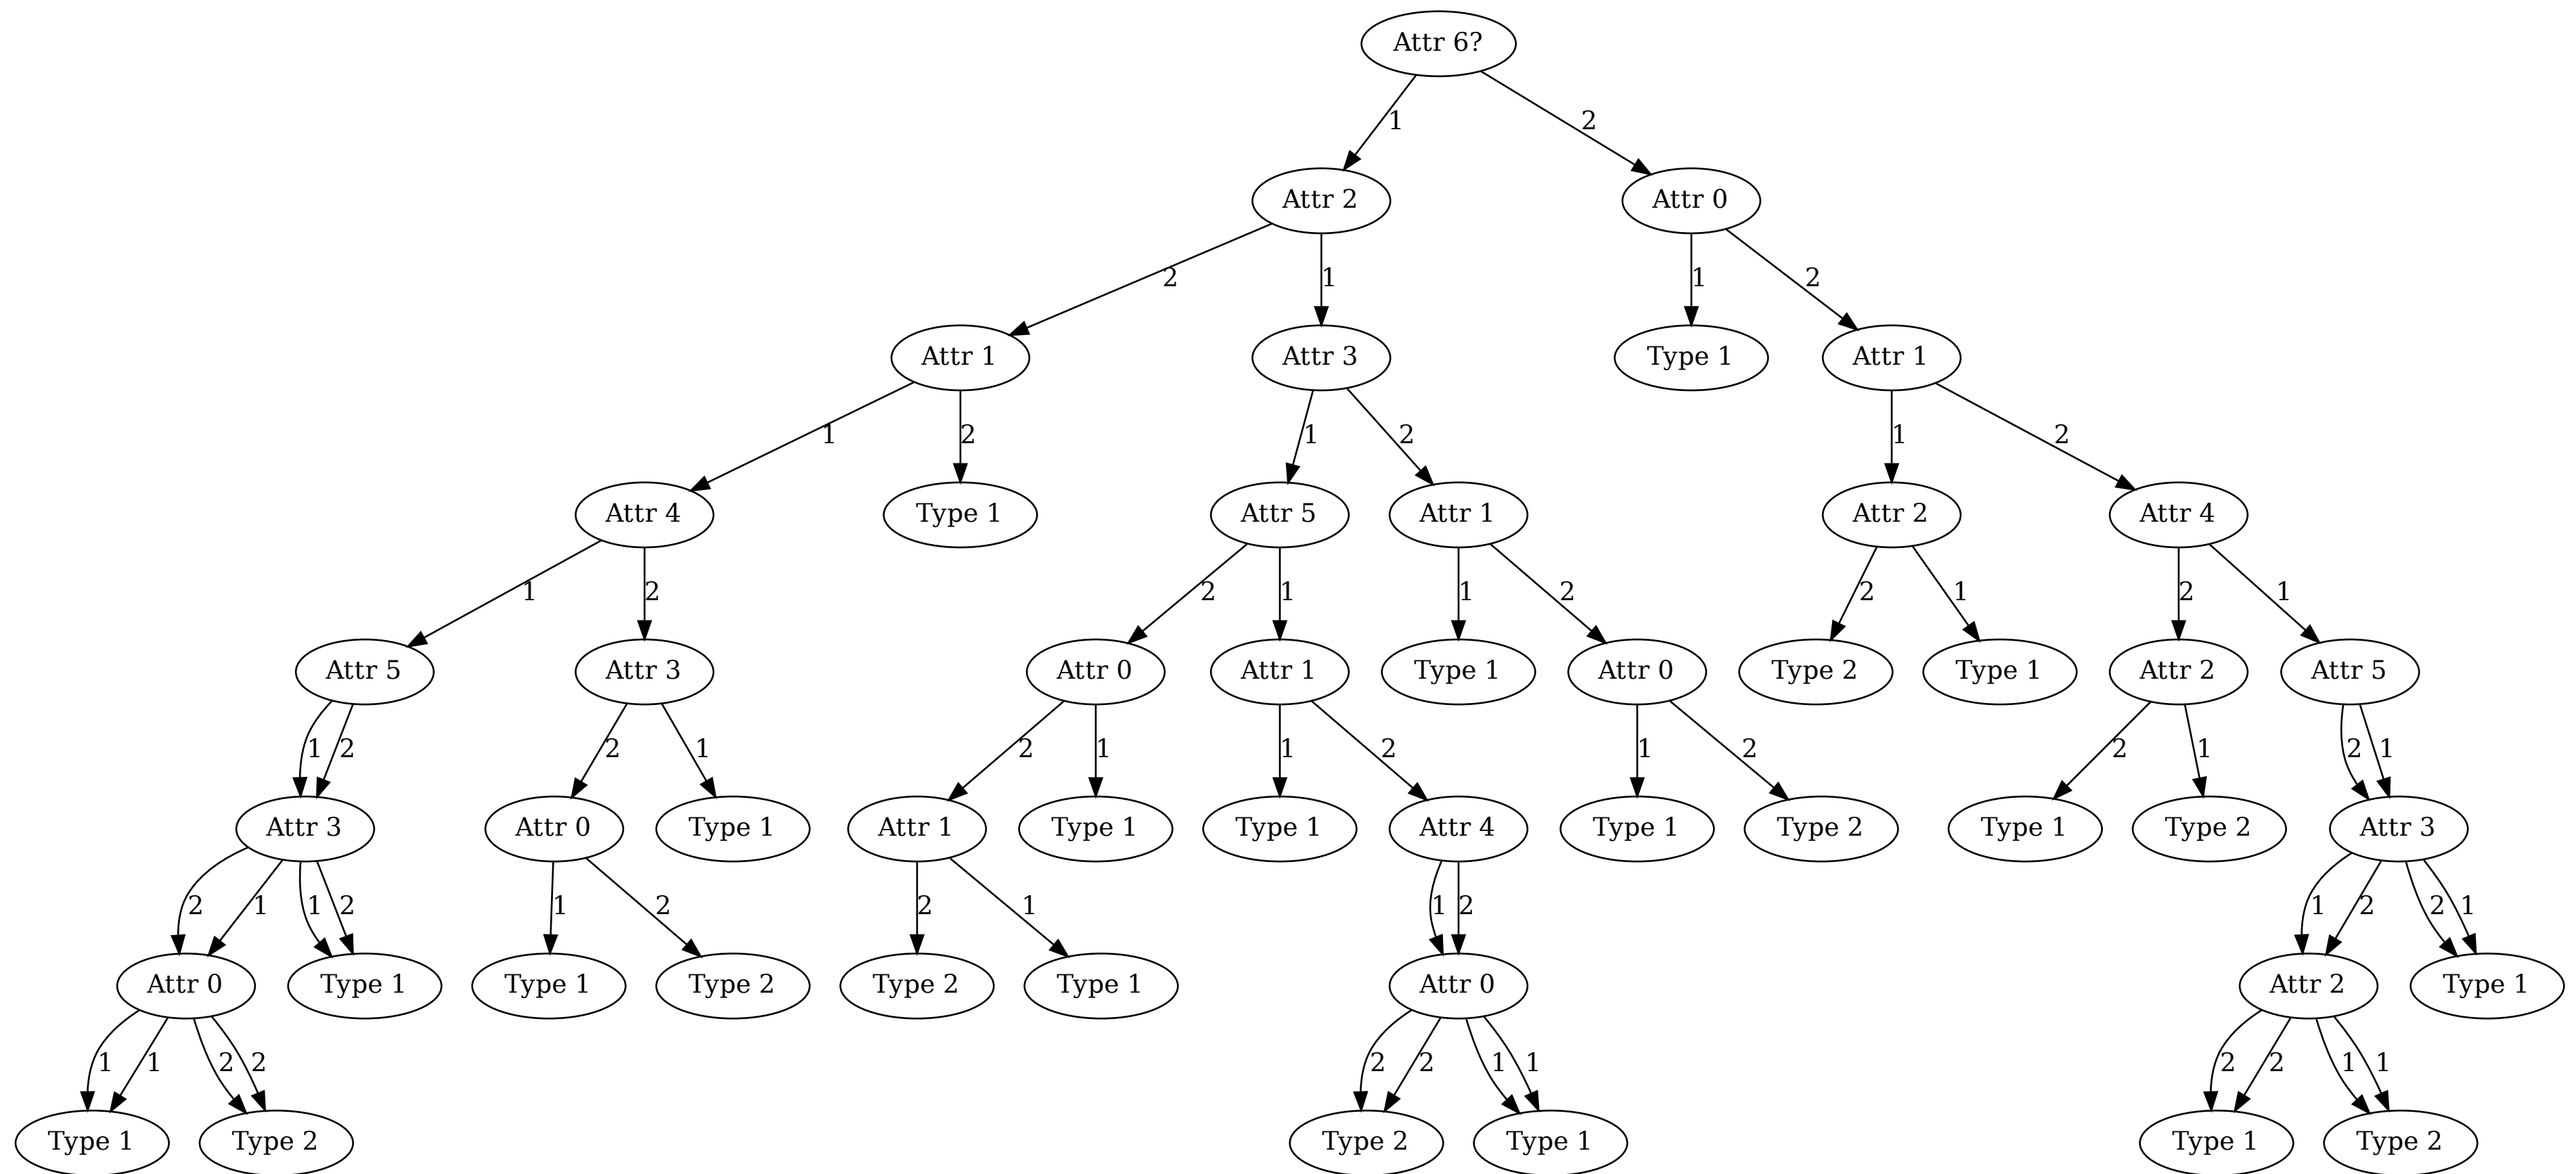 Attr 6?
1 2
Attr 2 Attr 0
2 1 1 2
Attr 1 Attr 3 Type 1 Attr 1
1 2 1 2 1 2
Attr 4 Type 1 Attr 5 Attr 1 Attr 2 Attr 4
1 2 2 1 1 2 2 1 2 1
Attr 5 Attr 3 Attr 0 Attr 1 Type 1 Attr 0 Type 2 Type 1 Attr 2 Attr 5
1 2 2 1 2 1 1 2 1 2 2 1 2 1
Attr 3 Attr 0 Type 1 Attr 1 Type 1 Type 1 Attr 4 Type 1 Type 2 Type 1 Type 2 Attr 3
2 1 1 2 1 2 2 1 1 2 1 2 2 1
Attr 0 Type 1 Type 1 Type 2 Type 2 Type 1 Attr 0 Attr 2 Type 1
1 1 2 2 2 2 1 1 2 2 1 1
Type 1 Type 2 Type 2 Type 1 Type 1 Type 2